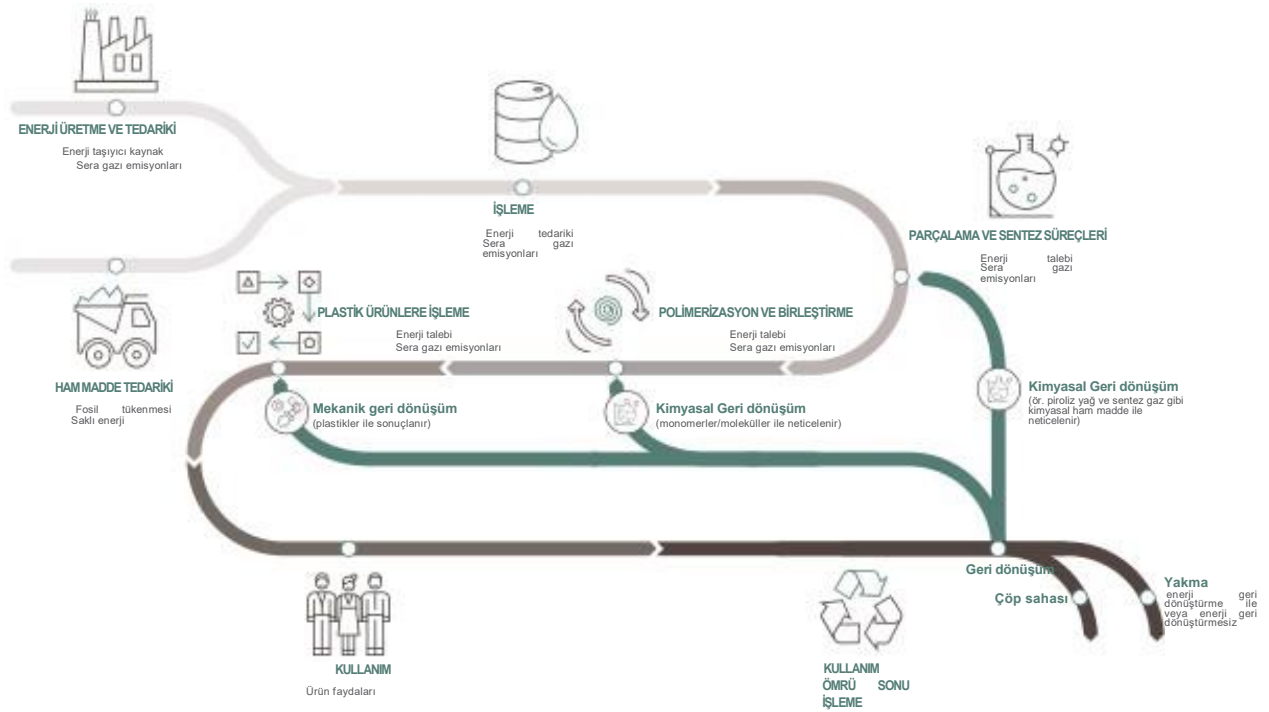 ENERJİ ÜRETME VE TEDARİKİ
Enerji taşıyıcı kaynak
Sera gazı emisyonları
İŞLEME
Enerji tedariki
Sera gazı
emisyonları
PARÇALAMA VE SENTEZ SÜREÇLERİ
Enerji talebi
Sera gazı
emisyonları
HAM MADDE TEDARİKİ
Fosil tükenmesi
Saklı enerji
PLASTİK ÜRÜNLERE İŞLEME
Enerji talebi
Sera gazı emisyonları
POLİMERİZASYON VE BİRLEŞTİRME
Enerji talebi
Sera gazı emisyonları
Mekanik geri dönüşüm
(plastikler ile sonuçlanır)
Kimyasal Geri dönüşüm
(monomerler/moleküller ile neticelenir)
Kimyasal Geri dönüşüm
(ör. piroliz yağ ve sentez gaz gibi
kimyasal ham madde ile
neticelenir)
Geri dönüşüm
Çöp sahası
Yakma
enerji geri
dönüştürme ile
veya enerji geri
dönüştürmesiz
KULLANIM
Ürün faydaları
KULLANIM
ÖMRÜ SONU
İŞLEME